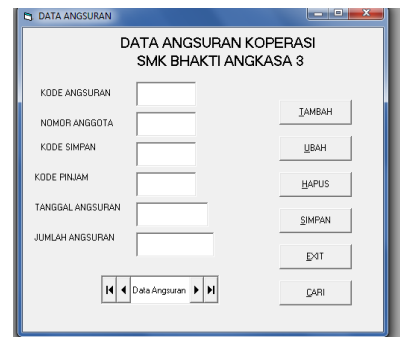 DATA ANGSURAN
DATA ANGSURAN KOPERASI
SMK BHAKTI ANGKASA 3
KODE ANGSURAN
NOMOR ANGGOTA
KODE SIMPAN
KODE PINJAM
TANGGAL ANGSURAN
JUMLAH ANGSURAN
TAMBAH
UBAH
HAPUS
SIMPAN
EXIT
CARI
Data Angsuran